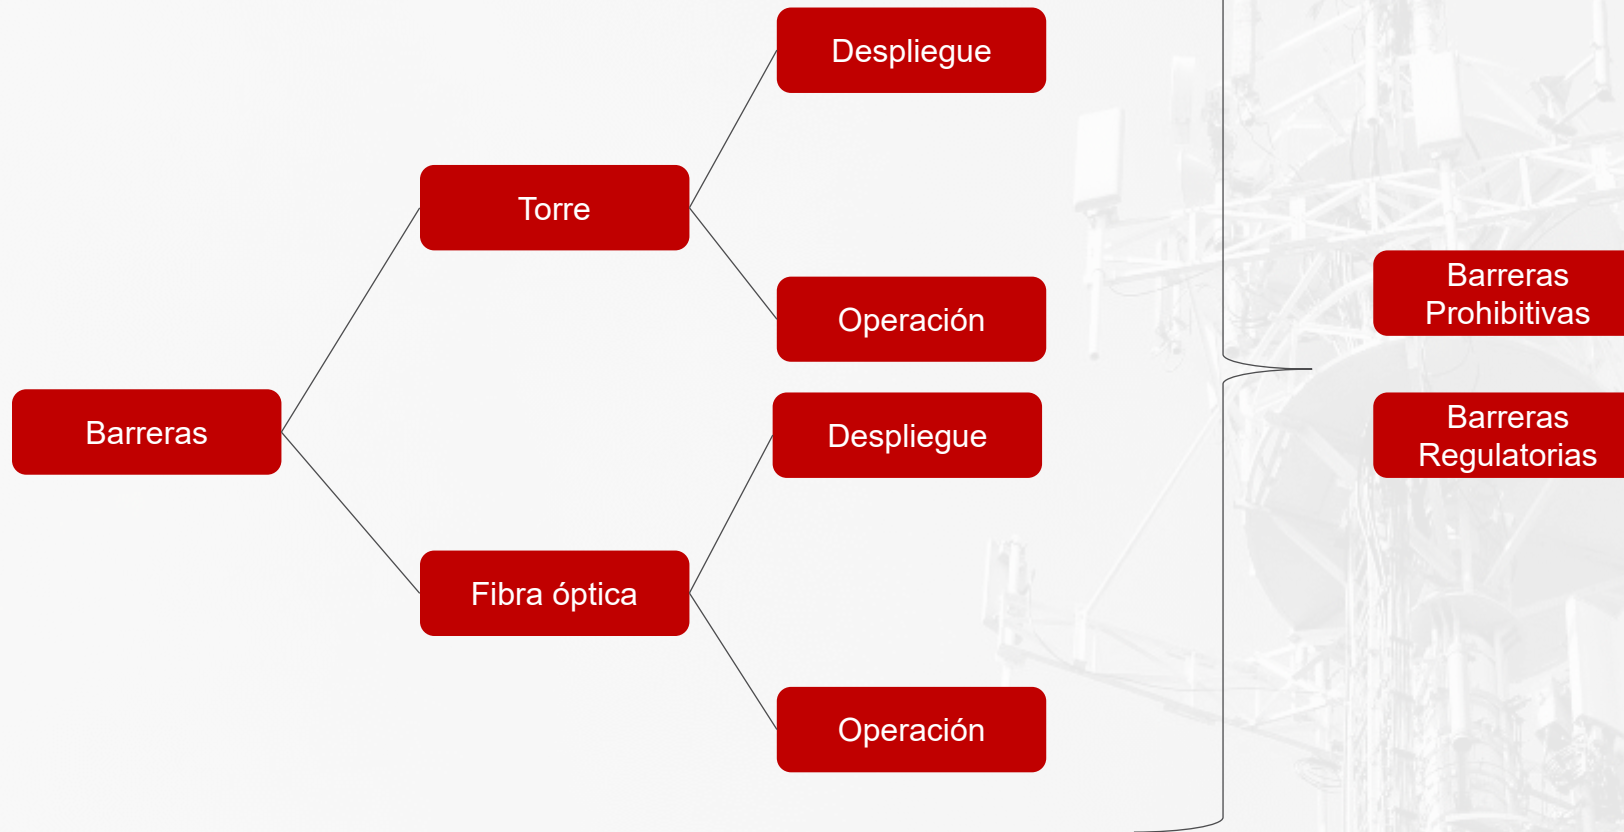 Despliegue
Torre
Operación
Barreras
Despliegue
Fibra óptica
Operación
Barreras
Prohibitivas
Barreras
Regulatorias